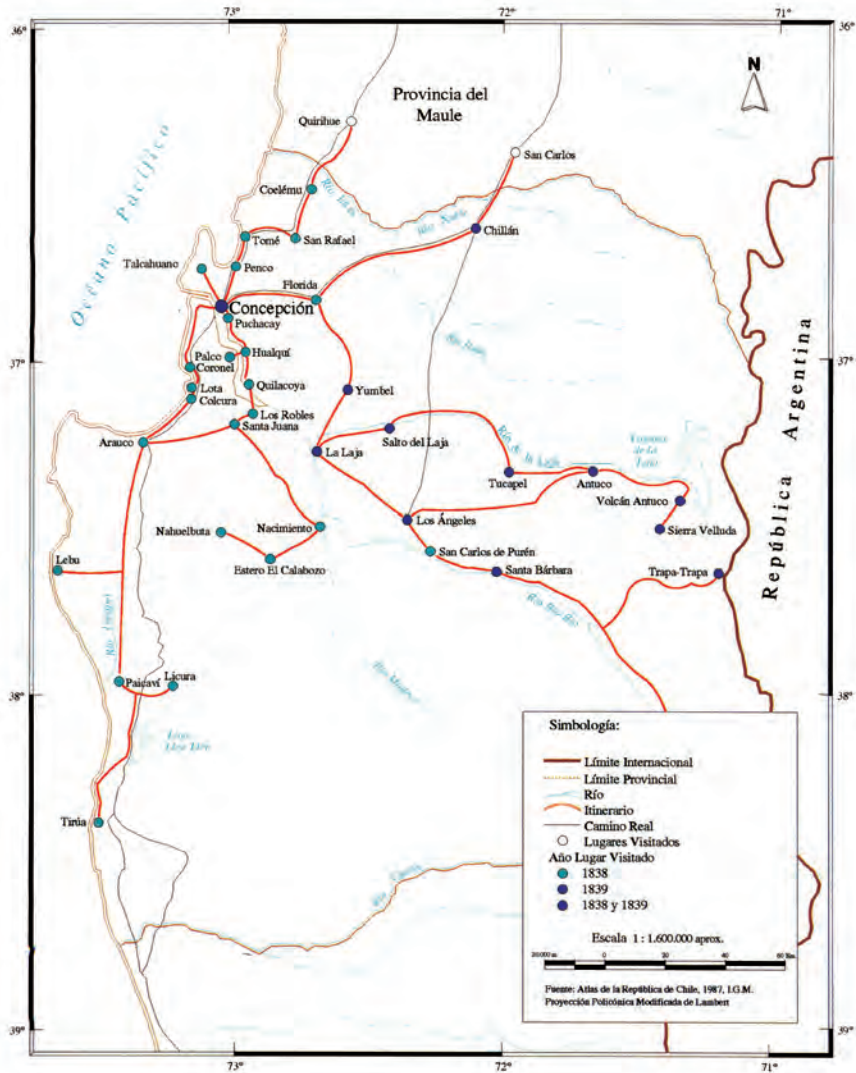 73°
72°
36°
36°
N
Provincia del
Maule
Quirihue
San Carlos
Océano Pacífico
Coelému
Río Itata
Río Ñuble
Chillán
Tomé
San Rafael
Talcahuano
Penco
Florida
Concepción
Puchacay
37°
37°
Palco
Hualquí
Coronel
Lota
Quilacoya
Colcura
Yumbel
Los Robles
Santa Juana
Arauco
Salto del Laja
La Laja
Río de la Laja
Tucapel
Antuco
Volcán Antuco
Los Ángeles
Sierra Velluda
Nahuelbuta
Nacimiento
Estero El Calabozo
San Carlos de Purén
Santa Bárbara
Trapa-Trapa
República Argentina
Lebu
Río Bío Bío
Paicaví
Licura
38°
38°
Tirúa
Simbología:
Límite Internacional
Límite Provincial
Río
Itinerario
Camino Real
Lugares Visitados
Año Lugar Visitado
1838
1839
1838 y 1839
Escala 1 : 1.600.000 aprox.
0
20
40
60
Fuente: Atlas de la República de Chile, 1987, I.G.M.
Proyección Policónica Modificada de Lambert
39°
39°
73°
72°
71°